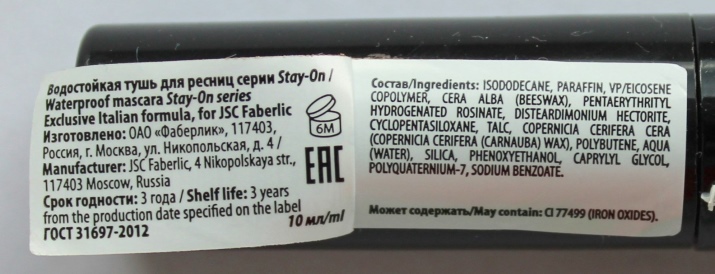 Водостойкая тушь для ресниц серии Stay-On /
Waterproof mascara Stay-On series
Exclusive Italian formula, for JSC Faberlic
Изготовлено: ОАО «Фаберлик», 117403,
Россия, г. Москва, ул. Никопольская, д. 4 /
Manufacturer: JSC Faberlic, 4 Nikopolskaya str.,
117403 Moscow, Russia
Срок годности: 3 года / Shelf life: 3 years
from the production date specified on the label
ГОСТ 31697-2012
10 мл/ml
6M
EAC
Состав/Ingredients: ISODODECANE, PARAFFIN, VP/EICOSENE
COPOLYMER, CERA ALBA (BEESWAX), PENTAERYTHRITYL
HYDROGENATED ROSINATE, DISTEARDIMONIUM HECTORITE,
CYCLOPENTASILOXANE, TALC, COPERNICIA CERIFERA CERA
(COPERNICIA CERIFERA (CARNAUBA) WAX), POLYBUTENE, AQUA
(WATER), SILICA, PHENOXYETHANOL, CAPRYLYL GLYCOL,
POLYQUATERNIUM-7, SODIUM BENZOATE.
Может содержать/May contain: CI 77499 (IRON OXIDES).